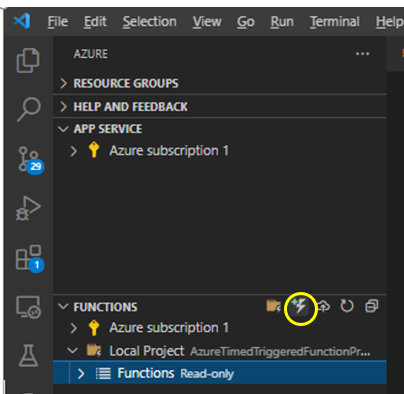 File Edit Selection View Go Run Terminal Help
AZURE
RESOURCE GROUPS
HELP AND FEEDBACK
APP SERVICE
Azure subscription 1
29
1
FUNCTIONS
Azure subscription 1
Local Project AzureTimedTriggeredFunctionPr...
Functions Read-only